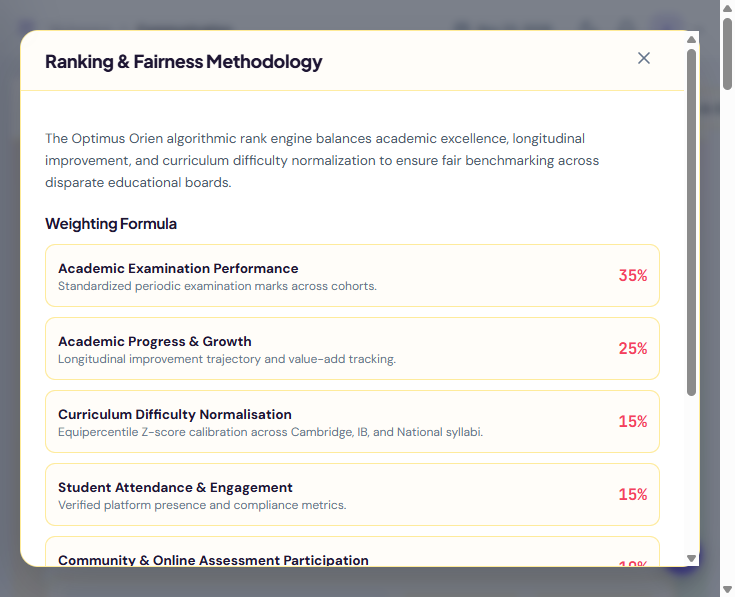 Ranking & Fairness Methodology
The Optimus Orien algorithmic rank engine balances academic excellence, longitudinal
improvement, and curriculum difficulty normalization to ensure fair benchmarking across
disparate educational boards.
Weighting Formula
Academic Examination Performance
Standardized periodic examination marks across cohorts.
35%
Academic Progress & Growth
Longitudinal improvement trajectory and value-add tracking.
25%
Curriculum Difficulty Normalisation
Equipercentile Z-score calibration across Cambridge, IB, and National syllabi.
15%
Student Attendance & Engagement
Verified platform presence and compliance metrics.
15%
Community & Online Assessment Participation
10%